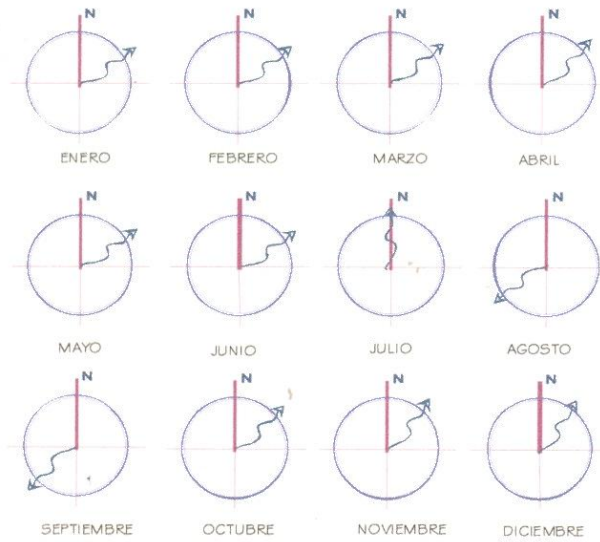 N N N N
ENERO FEBRERO MARZO ABRIL
N N N N
MAYO JUNIO JULIO AGOSTO
N N N N
SEPTIEMBRE OCTUBRE NOVIEMBRE DICIEMBRE